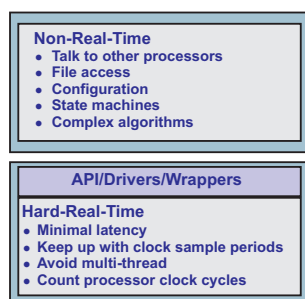 Non-Real-Time
• Talk to other processors
• File access
• Configuration
• State machines
• Complex algorithms
API/Drivers/Wrappers
Hard-Real-Time
• Minimal latency
• Keep up with clock sample periods
• Avoid multi-thread
• Count processor clock cycles